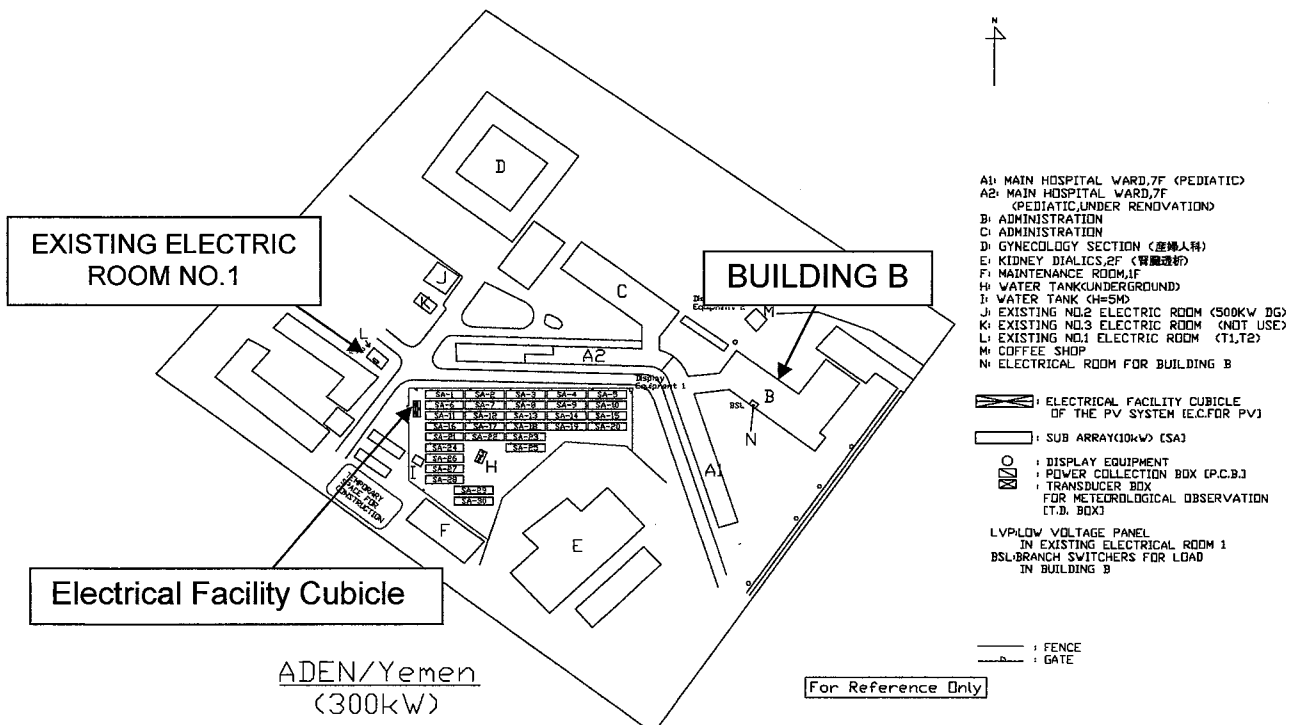 N
EXISTING ELECTRIC
ROOM NO.1
Electrical Facility Cubicle
BUILDING B
D
J
K
L
C
Display
Equipment 2
M
A2
Display
Equipment 1
B
BSL
N
A1
SA-1 SA-2 SA-3 SA-4 SA-5
SA-6 SA-7 SA-8 SA-9 SA-10
SA-11 SA-12 SA-13 SA-14 SA-15
SA-16 SA-17 SA-18 SA-19 SA-20
SA-21 SA-22 SA-23
SA-24 SA-25
SA-26
SA-27
SA-28
SA-29
SA-30
H
I
TEMPORARY
SPACE FOR
CONSTRUCTION
F
E
ADEN/Yemen
(300kW)
A1: MAIN HOSPITAL WARD,7F (PEDIATIC)
A2: MAIN HOSPITAL WARD,7F
(PEDIATIC,UNDER RENOVATION)
B: ADMINISTRATION
C: ADMINISTRATION
D: GYNECOLOGY SECTION (産婦人科)
E: KIDNEY DIALICS,2F (腎臓透析)
F: MAINTENANCE ROOM,1F
H: WATER TANK(UNDERGROUND)
I: WATER TANK (H=5M)
J: EXISTING NO.2 ELECTRIC ROOM (500KW DG)
K: EXISTING NO.3 ELECTRIC ROOM (NOT USE)
L: EXISTING NO.1 ELECTRIC ROOM (T1,T2)
M: COFFEE SHOP
N: ELECTRICAL ROOM FOR BUILDING B
: ELECTRICAL FACILITY CUBICLE
OF THE PV SYSTEM [E.C.FOR PV]
: SUB ARRAY(10kW) [SA]
: DISPLAY EQUIPMENT
: POWER COLLECTION BOX [P.C.B.]
: TRANSDUCER BOX
FOR METEOROLOGICAL OBSERVATION
[T.D. BOX]
LVP:LOW VOLTAGE PANEL
IN EXISTING ELECTRICAL ROOM 1
BSL:BRANCH SWITCHERS FOR LOAD
IN BUILDING B
: FENCE
: GATE
For Reference Only